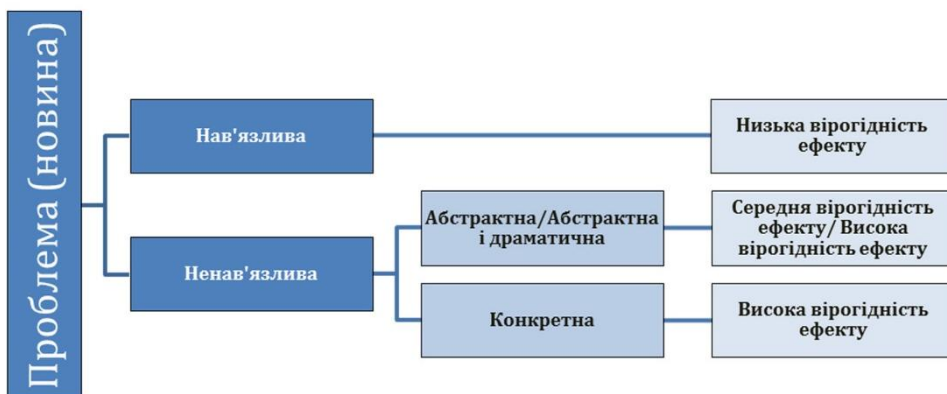 Проблема (новина)
Нав'язлива
Низька вірогідність
ефекту
Ненав'язлива
Абстрактна/Абстрактна
і драматична
Середня вірогідність
ефекту/ Висока
вірогідність ефекту
Конкретна
Висока вірогідність
ефекту